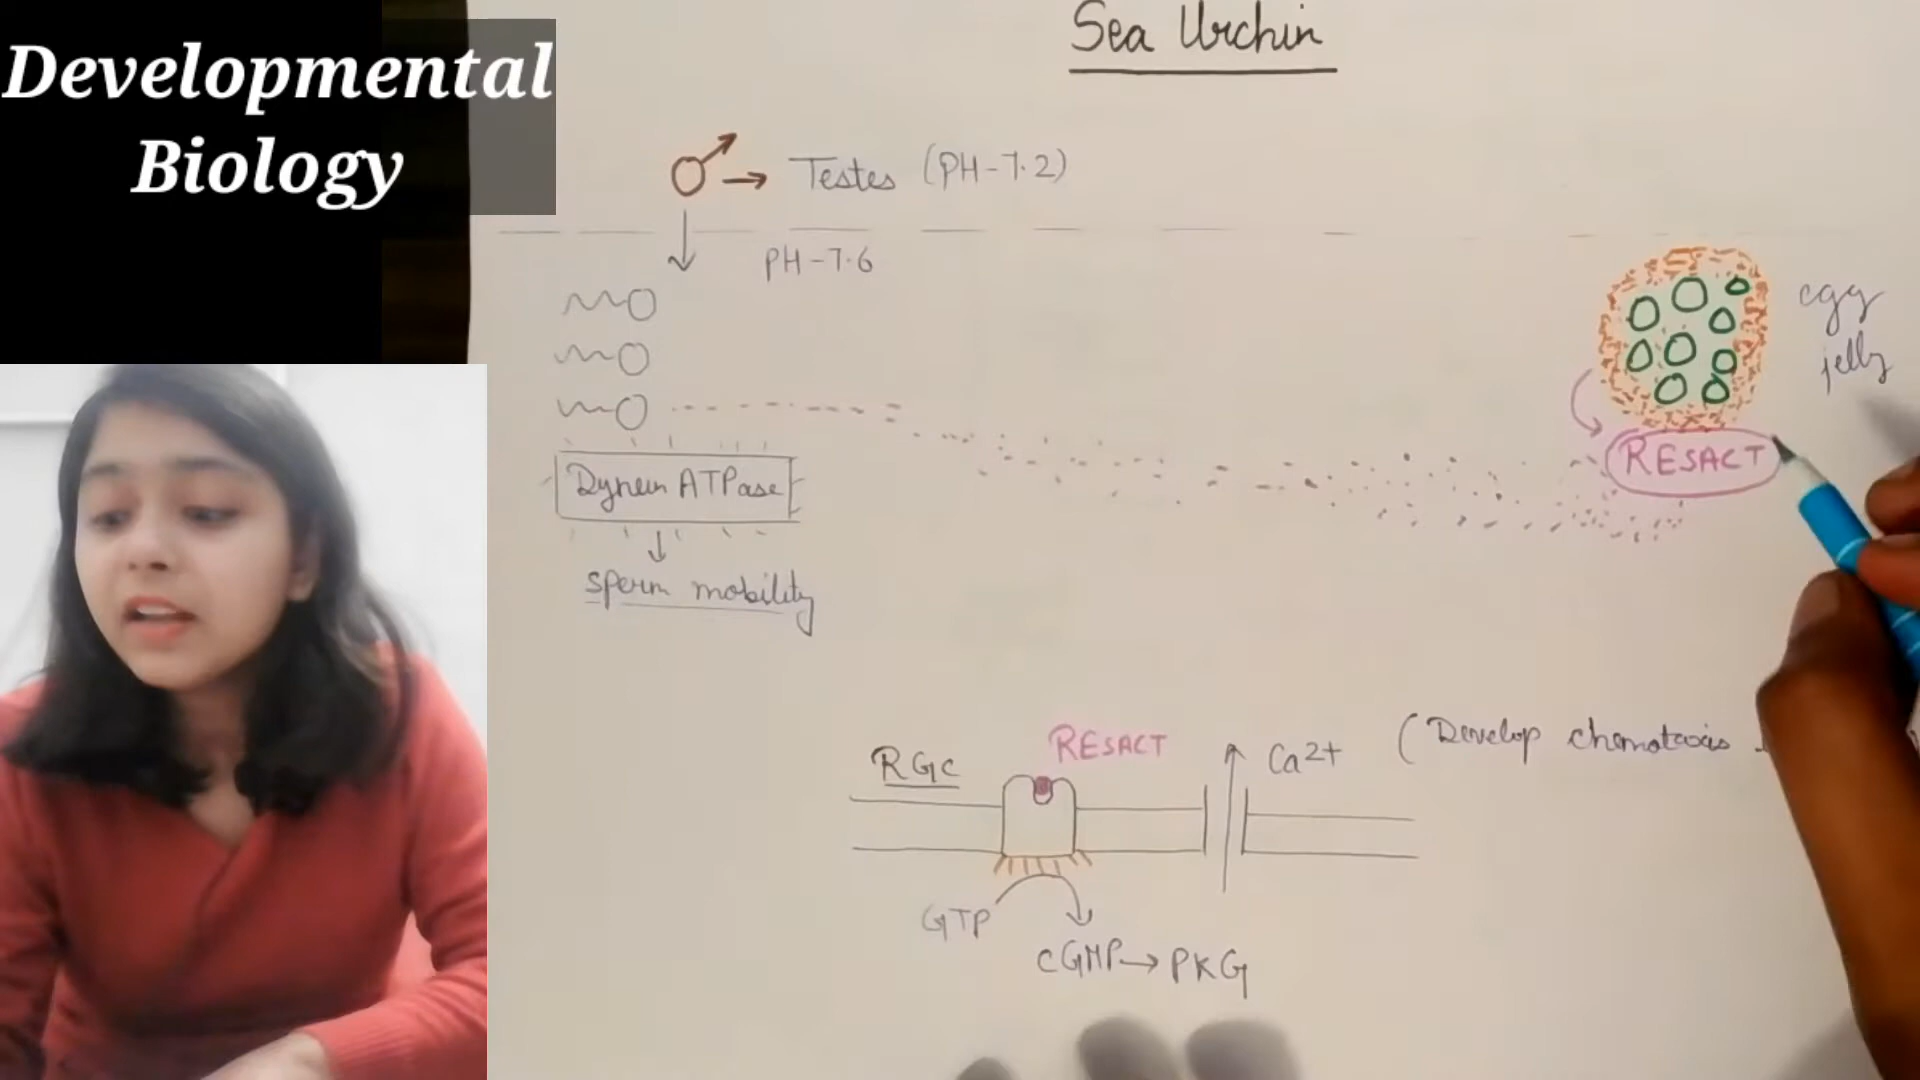 Developmental
Biology
Sea Urchin
Testes (PH-7.2)
PH-7.6
egg
jelly
RESACT
Dynein ATPase
sperm mobility
RGc
RESACT
Ca2+
(Develop chemotaxis
GTP
cGMP → PKG